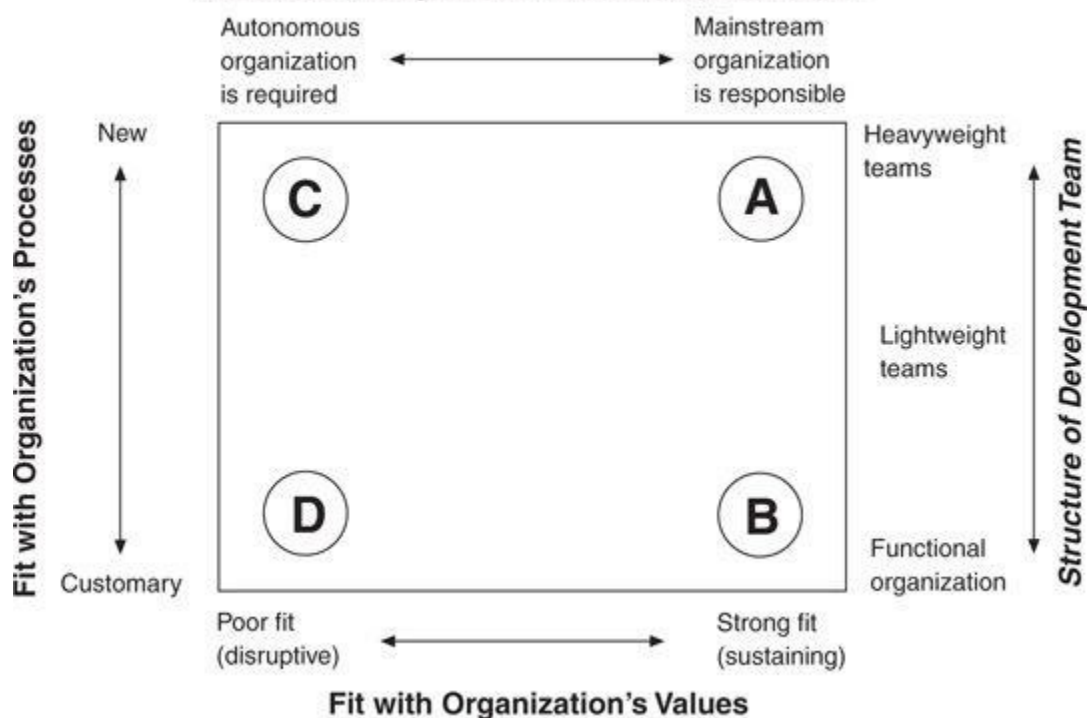 Autonomous
organization
is required
Mainstream
organization
is responsible
New
Heavyweight
teams
C
A
Fit with Organization's Processes
Structure of Development Team
Lightweight
teams
D
B
Customary
Functional
organization
Poor fit
(disruptive)
Strong fit
(sustaining)
Fit with Organization's Values